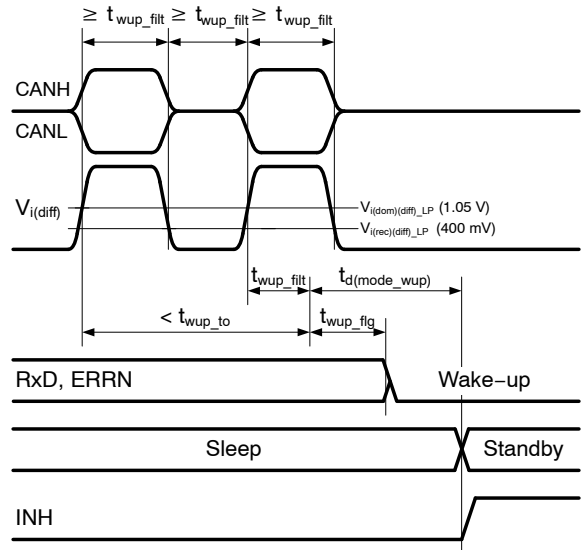 ≥ t_wup_filt ≥ t_wup_filt ≥ t_wup_filt
CANH
CANL
V_i(diff)
V_i(dom)(diff)_LP (1.05 V)
V_i(rec)(diff)_LP (400 mV)
t_wup_filt t_d(mode_wup)
< t_wup_to t_wup_flg
RxD, ERRN Wake−up
Sleep Standby
INH